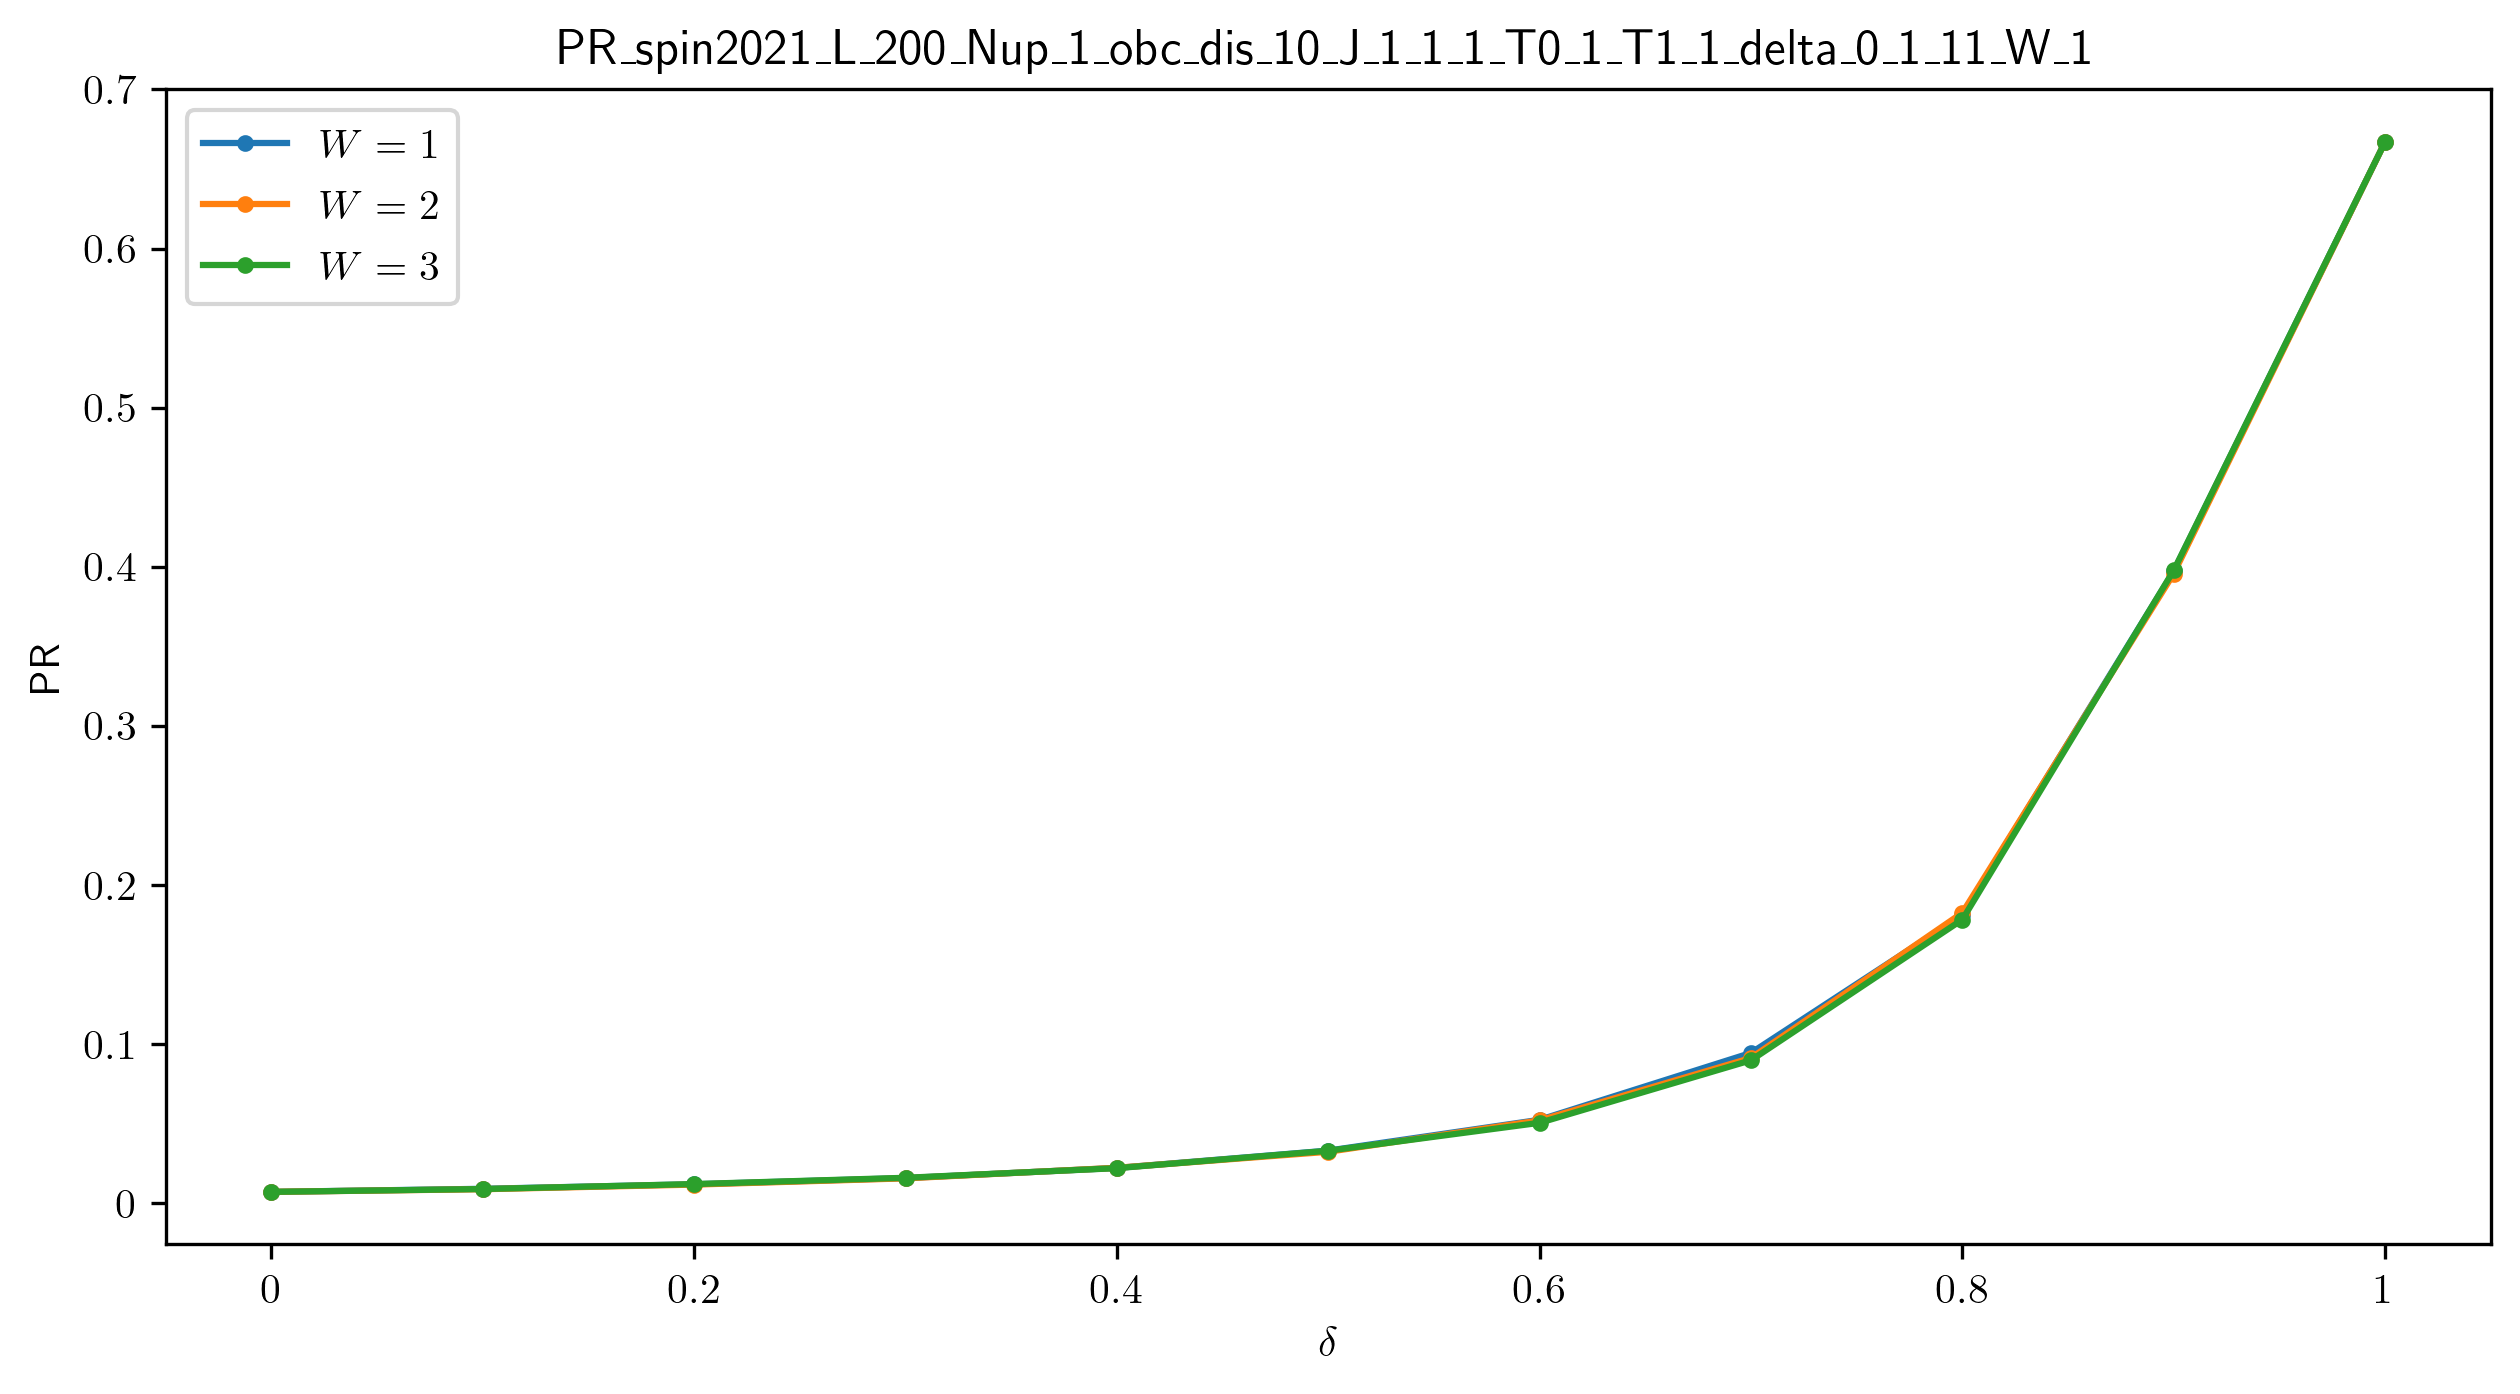 PR_spin2021_L_200_Nup_1_obc_dis_10_J_1_1_1_T0_1_T1_1_delta_0_1_11_W_1
W = 1
W = 2
W = 3
0.7
0.6
0.5
0.4
0.3
0.2
0.1
0
PR
0 0.2 0.4 0.6 0.8 1
δ